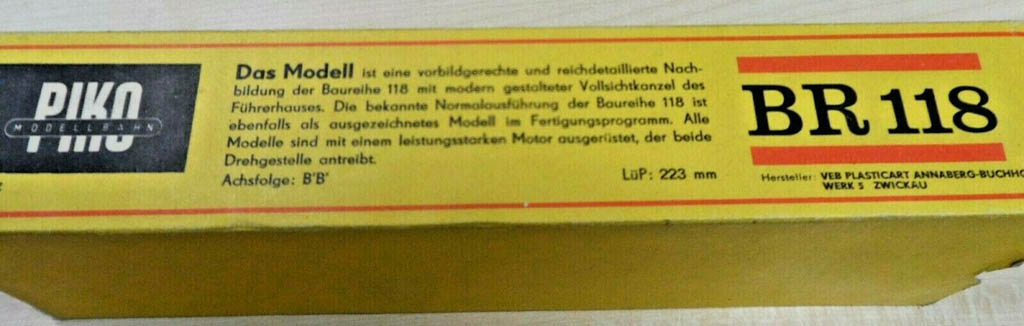 PIKO
MODELLBAHN
Das Modell ist eine vorbildgerechte und reichdetaillierte Nach-
bildung der Baureihe 118 mit modern gestalteter Vollsichtkanzel des
Führerhauses. Die bekannte Normalausführung der Baureihe 118 ist
ebenfalls als ausgezeichnetes Modell im Fertigungsprogramm. Alle
Modelle sind mit einem leistungsstarken Motor ausgerüstet, der beide
Drehgestelle antreibt.
Achsfolge: B'B'
LüP: 223 mm
BR 118
Hersteller: VEB PLASTICART ANNABERG-BUCHHO
WERK 5 ZWICKAU